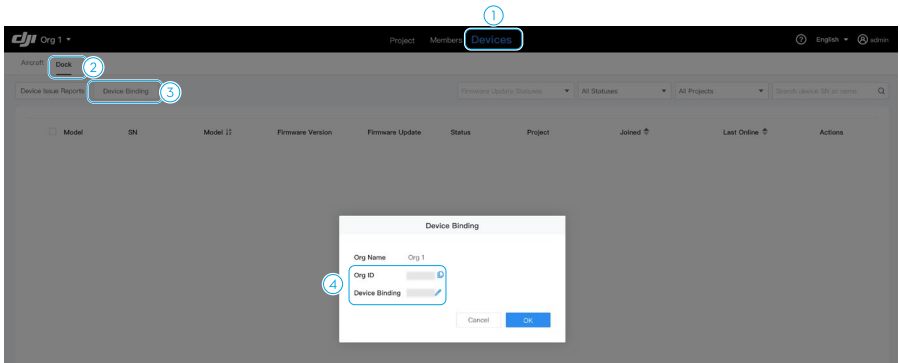 1
dji Org 1 Project Members Devices English admin
Aircraft Dock 2
Device Issue Reports Device Binding 3 Firmware Update Statuses All Statuses All Projects Search device SN or name
Model SN Model Firmware Version Firmware Update Status Project Joined Last Online Actions
Device Binding
Org Name Org 1
4 Org ID
Device Binding
Cancel OK